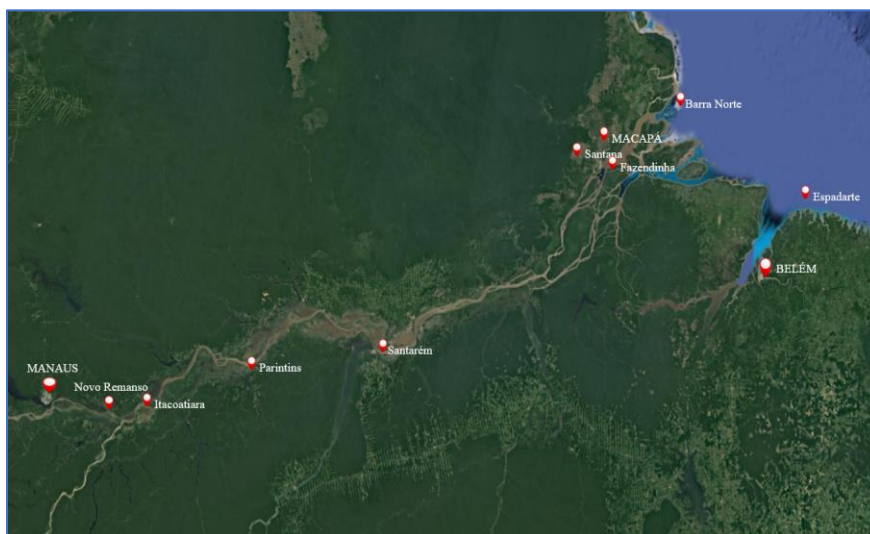 Barra Norte
MACAPÁ
Santana
Fazendinha
Espadarte
BELÉM
Santarém
Parintins
MANAUS
Novo Remanso
Itacoatiara